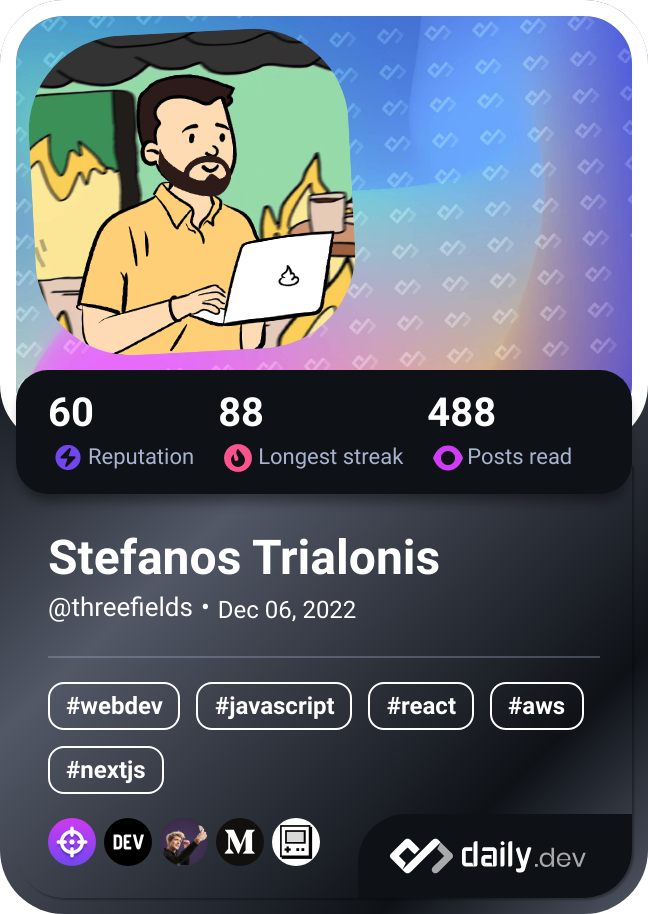 60 88 488
Reputation Longest streak Posts read
Stefanos Trialonis
@threefields • Dec 06, 2022
#webdev #javascript #react #aws
#nextjs
DEV M daily.dev